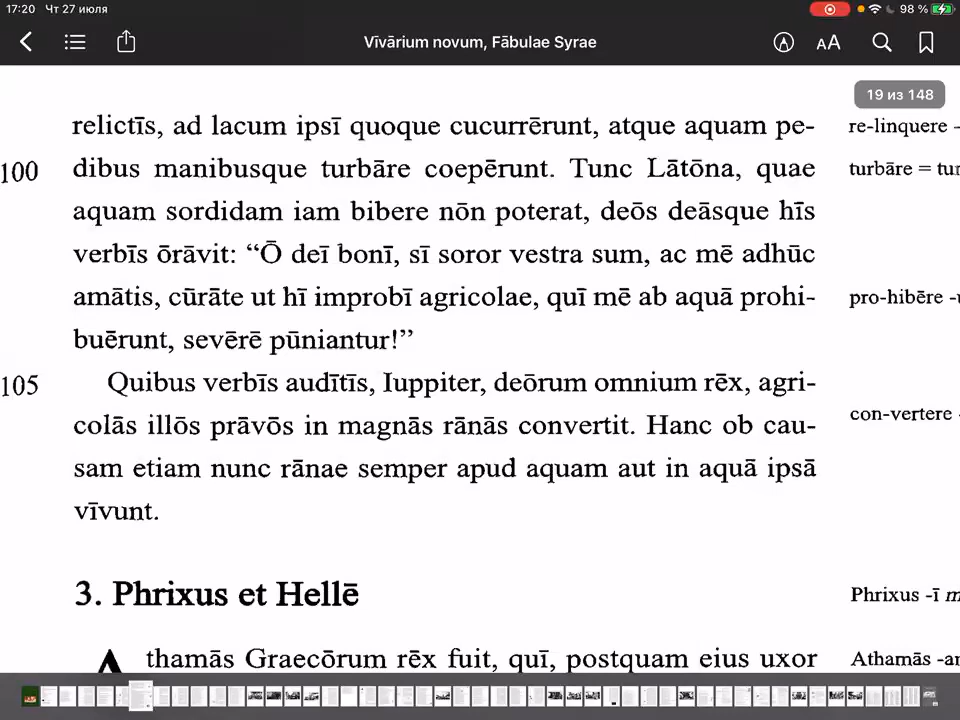 17:20 Чт 27 июля 98 %
Vīvārium novum, Fābulae Syrae
AA
19 из 148
relictīs, ad lacum ipsī quoque cucurrērunt, atque aquam pe- re-linquere -
100 dibus manibusque turbāre coepērunt. Tunc Lātōna, quae turbāre = tur
aquam sordidam iam bibere nōn poterat, deōs deāsque hīs
verbīs ōrāvit: “Ō deī bonī, sī soror vestra sum, ac mē adhūc
amātis, cūrāte ut hī improbī agricolae, quī mē ab aquā prohi- pro-hibēre -u
buērunt, sevērē pūniantur!”
105 Quibus verbīs audītīs, Iuppiter, deōrum omnium rēx, agri-
colās illōs prāvōs in magnās rānās convertit. Hanc ob cau- con-vertere -
sam etiam nunc rānae semper apud aquam aut in aquā ipsā
vīvunt.
3. Phrixus et Hellē Phrixus -ī m
Athamās Graecōrum rēx fuit, quī, postquam eius uxor Athamās -an